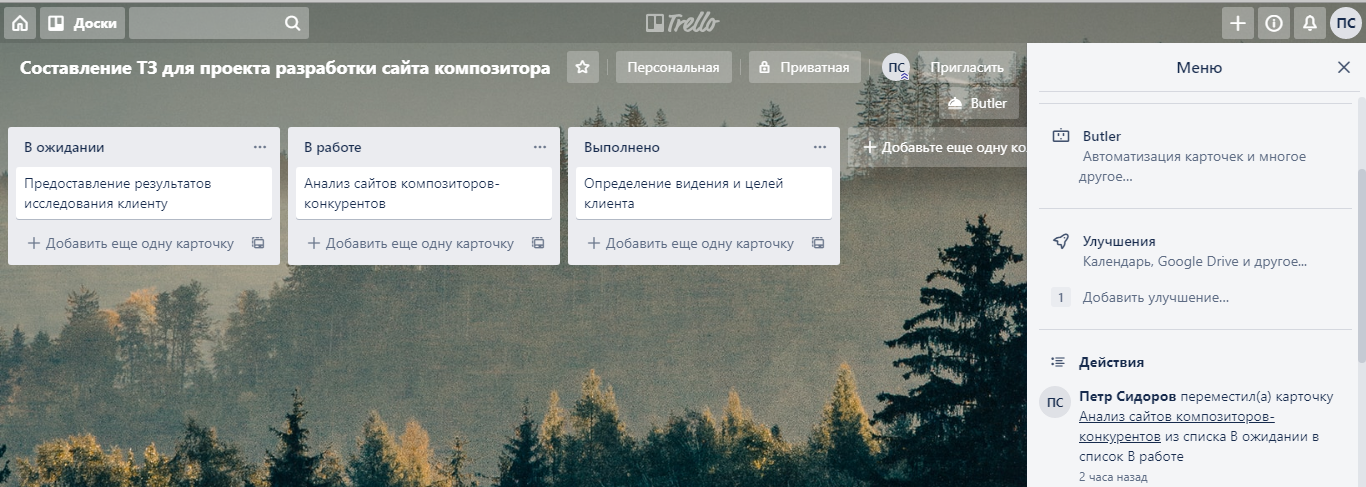 Доски
Trello
ПС
Составление ТЗ для проекта разработки сайта композитора
Персональная
Приватная
ПС
Пригласить
Butler
В ожидании
Предоставление результатов
исследования клиенту
Добавить еще одну карточку
В работе
Анализ сайтов композиторов-
конкурентов
Добавить еще одну карточку
Выполнено
Определение видения и целей
клиента
Добавить еще одну карточку
Добавьте еще одну ко
Меню
Butler
Автоматизация карточек и многое
другое...
Улучшения
Календарь, Google Drive и другое...
1 Добавить улучшение...
Действия
ПС
Петр Сидоров переместил(а) карточку
Анализ сайтов композиторов-
конкурентов из списка В ожидании в
список В работе
2 часа назад